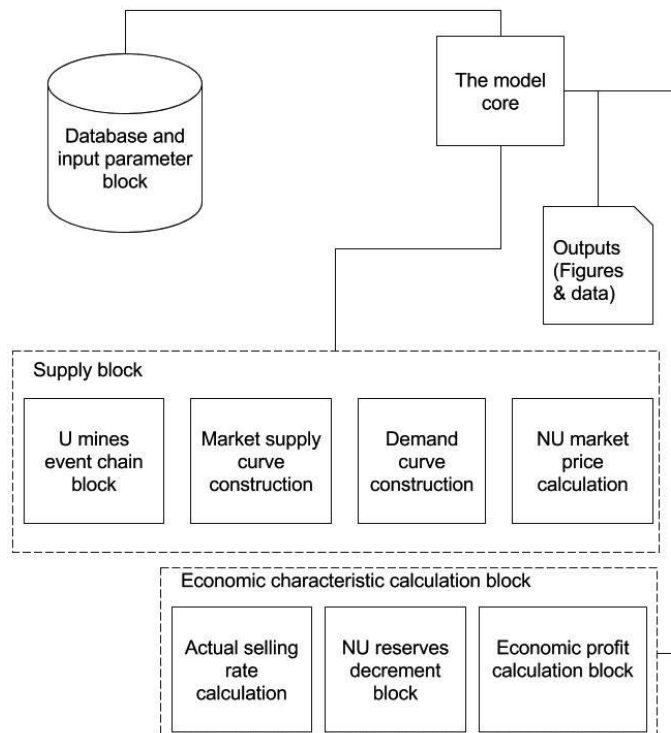 Database and
input parameter
block
The model
core
Outputs
(Figures
& data)
Supply block
U mines
event chain
block
Market supply
curve
construction
Demand
curve
construction
NU market
price
calculation
Economic characteristic calculation block
Actual selling
rate
calculation
NU reserves
decrement
block
Economic profit
calculation block